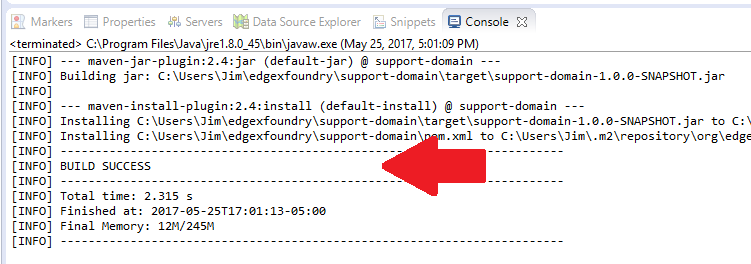 Markers Properties Servers Data Source Explorer Snippets Console
<terminated> C:\Program Files\Java\jre1.8.0_45\bin\javaw.exe (May 25, 2017, 5:01:09 PM)
[INFO] --- maven-jar-plugin:2.4:jar (default-jar) @ support-domain ---
[INFO] Building jar: C:\Users\Jim\edgexfoundry\support-domain\target\support-domain-1.0.0-SNAPSHOT.jar
[INFO]
[INFO] --- maven-install-plugin:2.4:install (default-install) @ support-domain ---
[INFO] Installing C:\Users\Jim\edgexfoundry\support-domain\target\support-domain-1.0.0-SNAPSHOT.jar to C:\
[INFO] Installing C:\Users\Jim\edgexfoundry\support-domain\pom.xml to C:\Users\Jim\.m2\repository\org\edge
[INFO] ------------------------------------------------------------------------
[INFO] BUILD SUCCESS
[INFO] ------------------------------------------------------------------------
[INFO] Total time: 2.315 s
[INFO] Finished at: 2017-05-25T17:01:13-05:00
[INFO] Final Memory: 12M/245M
[INFO] ------------------------------------------------------------------------